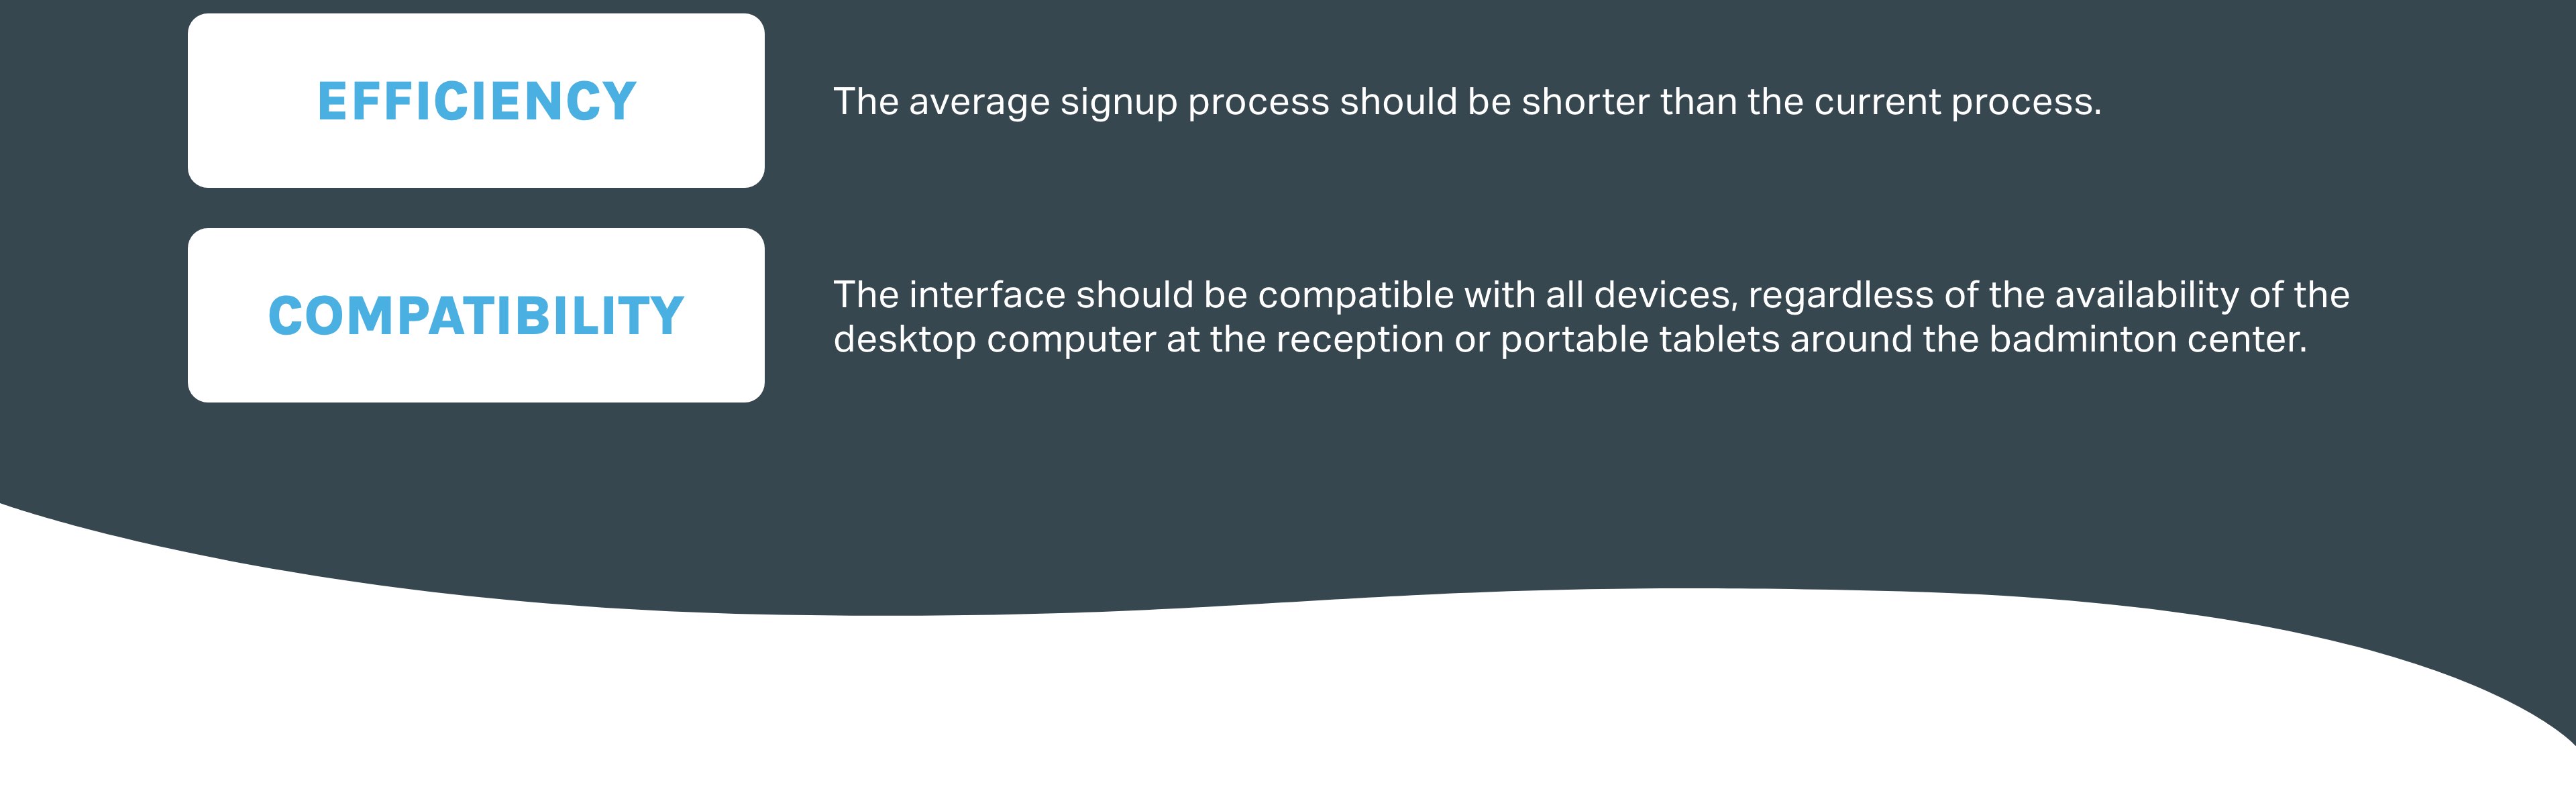 EFFICIENCY
The average signup process should be shorter than the current process.
COMPATIBILITY
The interface should be compatible with all devices, regardless of the availability of the
desktop computer at the reception or portable tablets around the badminton center.